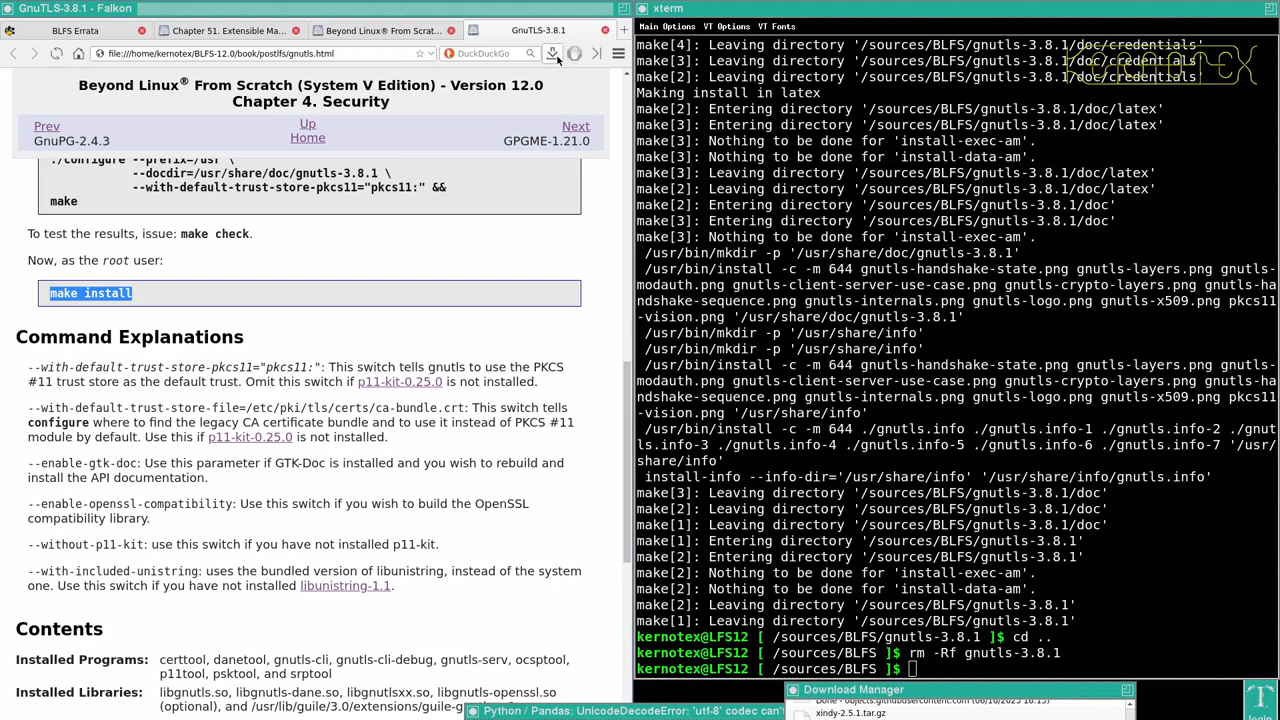 GnuTLS-3.8.1 - Falkon
BLFS Errata
Chapter 51. Extensible Ma
Beyond Linux® From Scrat
GnuTLS-3.8.1
file:///home/kernotex/BLFS-12.0/book/postlfs/gnutls.html
DuckDuckGo
Beyond Linux® From Scratch (System V Edition) - Version 12.0
Chapter 4. Security
Prev
Up
Next
GnuPG-2.4.3
Home
GPGME-1.21.0
./configure --prefix=/usr \
--docdir=/usr/share/doc/gnutls-3.8.1 \
--with-default-trust-store-pkcs11="pkcs11:" &&
make
To test the results, issue: make check.
Now, as the root user:
make install
Command Explanations
--with-default-trust-store-pkcs11="pkcs11:": This switch tells gnutls to use the PKCS
#11 trust store as the default trust. Omit this switch if p11-kit-0.25.0 is not installed.
--with-default-trust-store-file=/etc/pki/tls/certs/ca-bundle.crt: This switch tells
configure where to find the legacy CA certificate bundle and to use it instead of PKCS #11
module by default. Use this if p11-kit-0.25.0 is not installed.
--enable-gtk-doc: Use this parameter if GTK-Doc is installed and you wish to rebuild and
install the API documentation.
--enable-openssl-compatibility: Use this switch if you wish to build the OpenSSL
compatibility library.
--without-p11-kit: use this switch if you have not installed p11-kit.
--with-included-unistring: uses the bundled version of libunistring, instead of the system
one. Use this switch if you have not installed libunistring-1.1.
Contents
Installed Programs: certtool, danetool, gnutls-cli, gnutls-cli-debug, gnutls-serv, ocsptool,
p11tool, psktool, and srptool
Installed Libraries: libgnutls.so, libgnutls-dane.so, libgnutlsxx.so, libgnutls-openssl.so
(optional), and /usr/lib/guile/3.0/extensions/guile-g
xterm
Main Options VT Options VT Fonts
KERNOTEX
make[4]: Leaving directory '/sources/BLFS/gnutls-3.8.1/doc/credentials'
make[3]: Leaving directory '/sources/BLFS/gnutls-3.8.1/doc/credentials'
make[2]: Leaving directory '/sources/BLFS/gnutls-3.8.1/doc/credentials'
Making install in latex
make[2]: Entering directory '/sources/BLFS/gnutls-3.8.1/doc/latex'
make[3]: Entering directory '/sources/BLFS/gnutls-3.8.1/doc/latex'
make[3]: Nothing to be done for 'install-exec-am'.
make[3]: Nothing to be done for 'install-data-am'.
make[3]: Leaving directory '/sources/BLFS/gnutls-3.8.1/doc/latex'
make[2]: Leaving directory '/sources/BLFS/gnutls-3.8.1/doc/latex'
make[2]: Entering directory '/sources/BLFS/gnutls-3.8.1/doc'
make[3]: Entering directory '/sources/BLFS/gnutls-3.8.1/doc'
make[3]: Nothing to be done for 'install-exec-am'.
/usr/bin/mkdir -p '/usr/share/doc/gnutls-3.8.1'
/usr/bin/install -c -m 644 gnutls-handshake-state.png gnutls-layers.png gnutls-
modauth.png gnutls-client-server-use-case.png gnutls-crypto-layers.png gnutls-ha
ndshake-sequence.png gnutls-internals.png gnutls-logo.png gnutls-x509.png pkcs11
-vision.png '/usr/share/doc/gnutls-3.8.1'
/usr/bin/mkdir -p '/usr/share/info'
/usr/bin/mkdir -p '/usr/share/info'
/usr/bin/install -c -m 644 gnutls-handshake-state.png gnutls-layers.png gnutls-
modauth.png gnutls-client-server-use-case.png gnutls-crypto-layers.png gnutls-ha
ndshake-sequence.png gnutls-internals.png gnutls-logo.png gnutls-x509.png pkcs11
-vision.png '/usr/share/info'
/usr/bin/install -c -m 644 ./gnutls.info ./gnutls.info-1 ./gnutls.info-2 ./gnut
ls.info-3 ./gnutls.info-4 ./gnutls.info-5 ./gnutls.info-6 ./gnutls.info-7 '/usr/
share/info'
install-info --info-dir='/usr/share/info' '/usr/share/info/gnutls.info'
make[3]: Leaving directory '/sources/BLFS/gnutls-3.8.1/doc'
make[2]: Leaving directory '/sources/BLFS/gnutls-3.8.1/doc'
make[1]: Leaving directory '/sources/BLFS/gnutls-3.8.1/doc'
make[1]: Entering directory '/sources/BLFS/gnutls-3.8.1'
make[2]: Entering directory '/sources/BLFS/gnutls-3.8.1'
make[2]: Nothing to be done for 'install-exec-am'.
make[2]: Nothing to be done for 'install-data-am'.
make[2]: Leaving directory '/sources/BLFS/gnutls-3.8.1'
make[1]: Leaving directory '/sources/BLFS/gnutls-3.8.1'
kernotex@LFS12 [ /sources/BLFS/gnutls-3.8.1 ]$ cd ..
kernotex@LFS12 [ /sources/BLFS ]$ rm -Rf gnutls-3.8.1
kernotex@LFS12 [ /sources/BLFS ]$
Download Manager
Done - objects.githubusercontent.com (06/10/2023 16:15)
xindy-2.5.1.tar.gz
Python / Pandas: UnicodeDecodeError: 'utf-8' codec can't
login